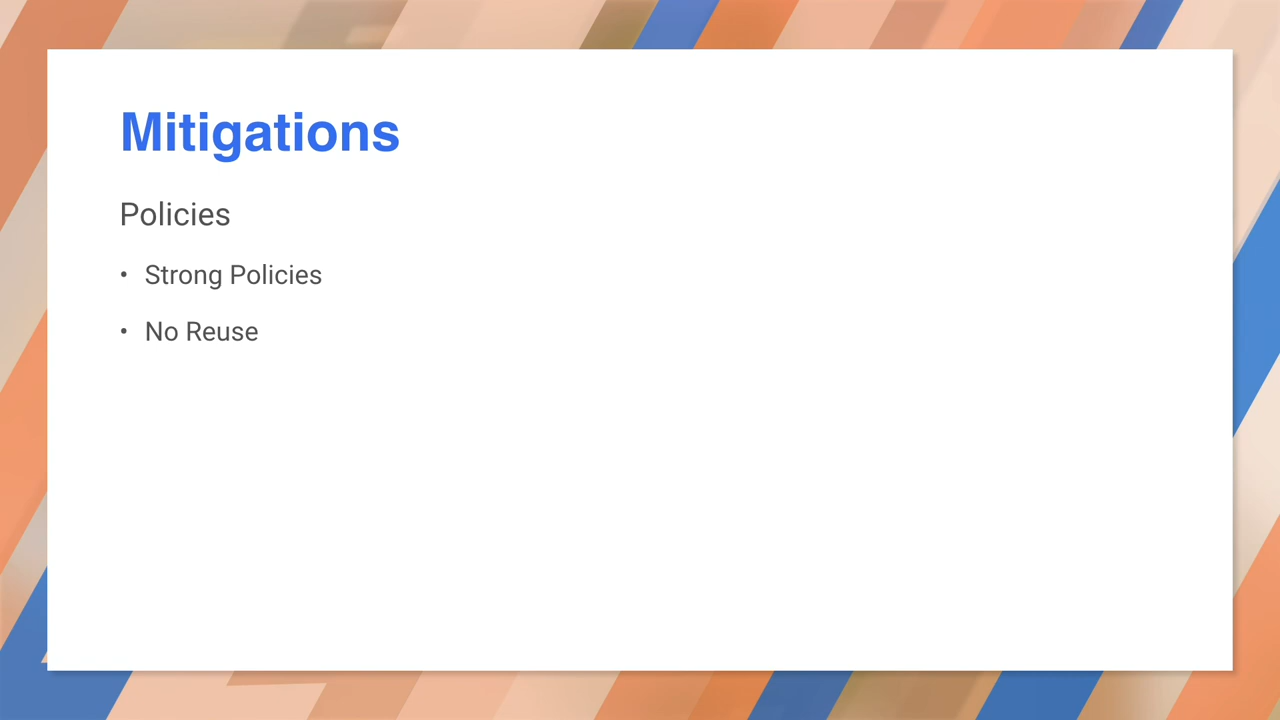 Mitigations
Policies
• Strong Policies
• No Reuse